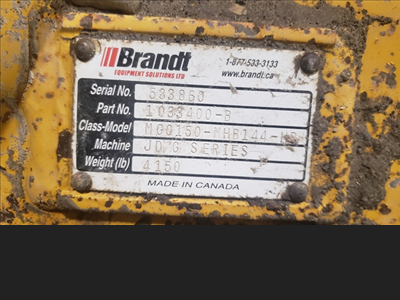 Brandt
EQUIPMENT SOLUTIONS LTD
1-877-533-3133
www.brandt.ca
Serial No. 533860
Part No. 1033400-B
Class-Model
Machine JD/G SERIES
Weight (lb) 4150
MADE IN CANADA